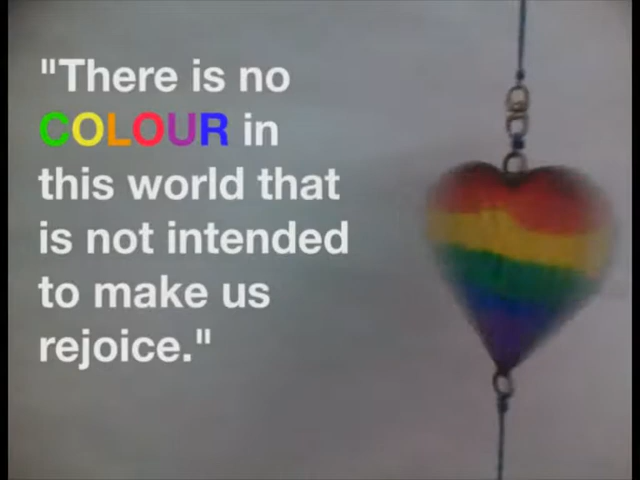 "There is no
COLOUR in
this world that
is not intended
to make us
rejoice."